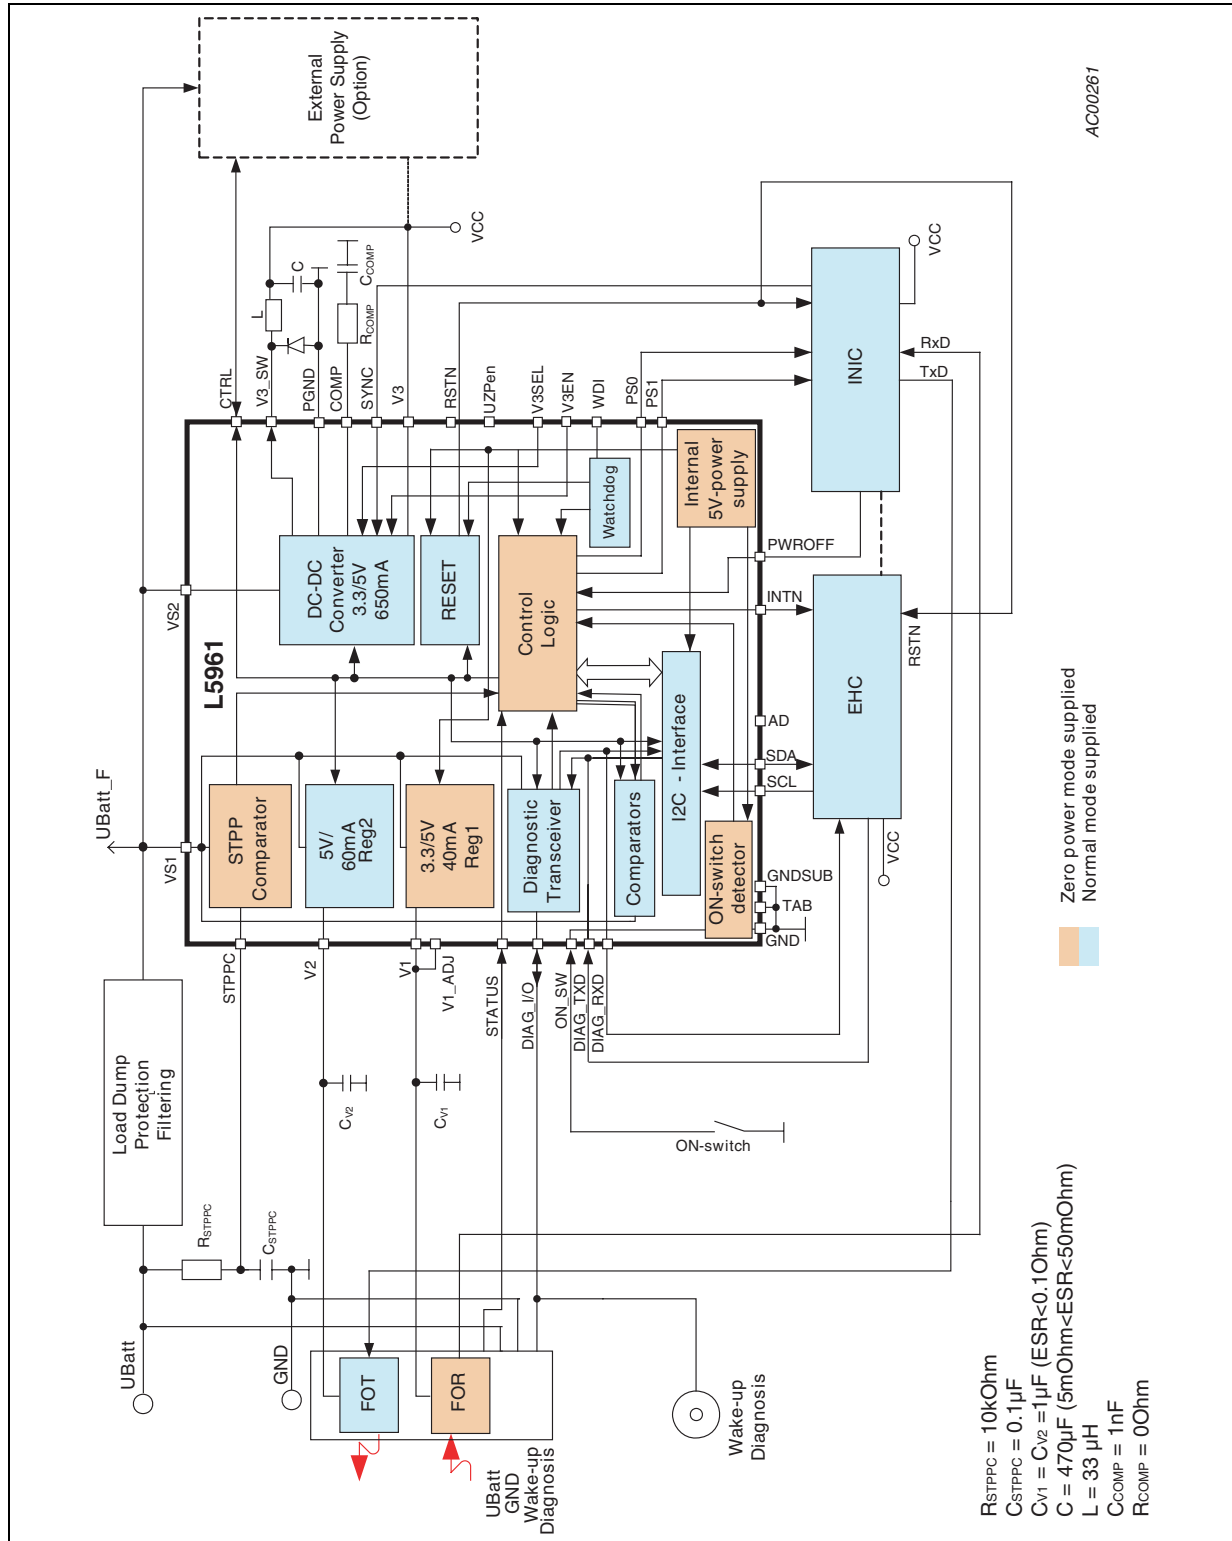 UBatt
GND
RSTPPC
CSTPPC
Load Dump
Protection
Filtering
UBatt_F
External
Power Supply
(Option)
L5961
STPPC
V2
V1
V1_ADJ
STATUS
DIAG_I/O
ON_SW
DIAG_TXD
DIAG_RXD
VS1
VS2
CTRL
V3_SW
PGND
COMP
SYNC
V3
RSTN
UZPen
V3SEL
V3EN
WDI
PS0
PS1
L
C
RCOMP
CCOMP
VCC
STPP
Comparator
5V/
60mA
Reg2
3.3/5V
40mA
Reg1
Diagnostic
Transceiver
Comparators
ON-switch
detector
I2C - Interface
Control
Logic
DC-DC
Converter
3.3/5V
650mA
RESET
Watchdog
Internal
5V-power
supply
CV2
CV1
ON-switch
FOT
FOR
UBatt
GND
Wake-up
Diagnosis
Wake-up
Diagnosis
GND
TAB
GNDSUB
SCL
SDA
AD
INTN
PWROFF
EHC
RSTN
VCC
INIC
VCC
RxD
TxD
RSTPPC = 10kOhm
CSTPPC = 0.1µF
CV1 = CV2 =1µF (ESR<0.1Ohm)
C = 470µF (5mOhm<ESR<50mOhm)
L = 33 µH
CCOMP = 1nF
RCOMP = 0Ohm
Zero power mode supplied
Normal mode supplied
AC00261